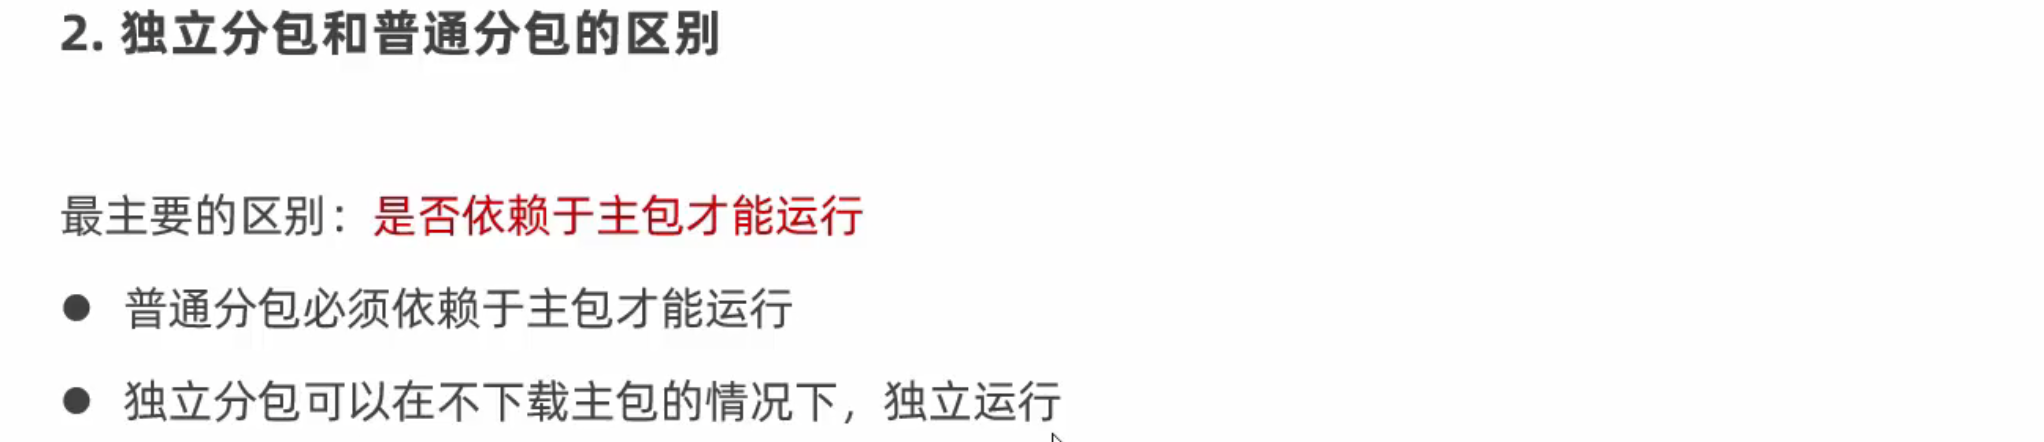 2. 独立分包和普通分包的区别
最主要的区别：是否依赖于主包才能运行
● 普通分包必须依赖于主包才能运行
● 独立分包可以在不下载主包的情况下，独立运行